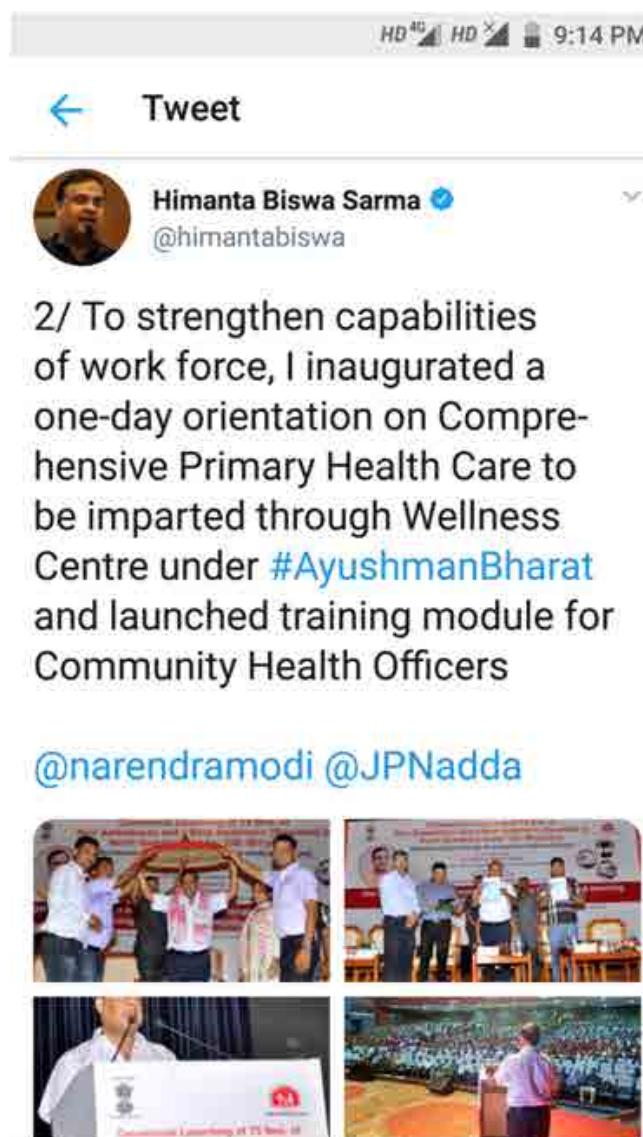 HD 4G HD 9:14 PM
Tweet
Himanta Biswa Sarma
@himantabiswa
2/ To strengthen capabilities
of work force, I inaugurated a
one-day orientation on Compre-
hensive Primary Health Care to
be imparted through Wellness
Centre under #AyushmanBharat
and launched training module for
Community Health Officers
@narendramodi @JPNadda